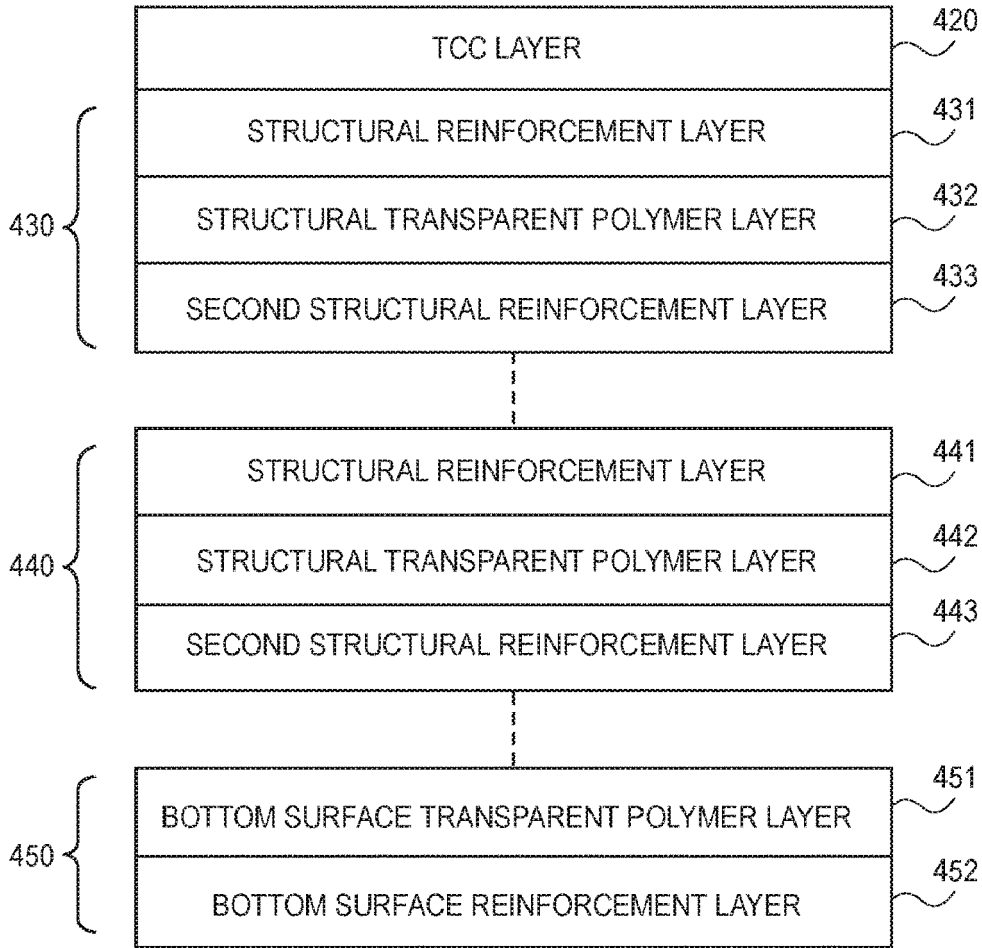 TCC LAYER
420
STRUCTURAL REINFORCEMENT LAYER
431
430
STRUCTURAL TRANSPARENT POLYMER LAYER
432
SECOND STRUCTURAL REINFORCEMENT LAYER
433
STRUCTURAL REINFORCEMENT LAYER
441
440
STRUCTURAL TRANSPARENT POLYMER LAYER
442
SECOND STRUCTURAL REINFORCEMENT LAYER
443
BOTTOM SURFACE TRANSPARENT POLYMER LAYER
451
450
BOTTOM SURFACE REINFORCEMENT LAYER
452